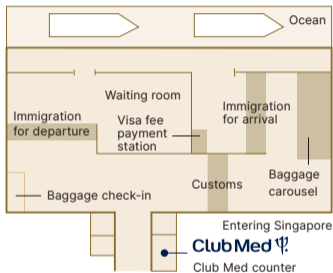 Ocean
Waiting room
Immigration
for departure
Visa fee
payment
station
Immigration
for arrival
Baggage
carousel
Customs
Baggage check-in
Entering Singapore
Club Med
Club Med counter